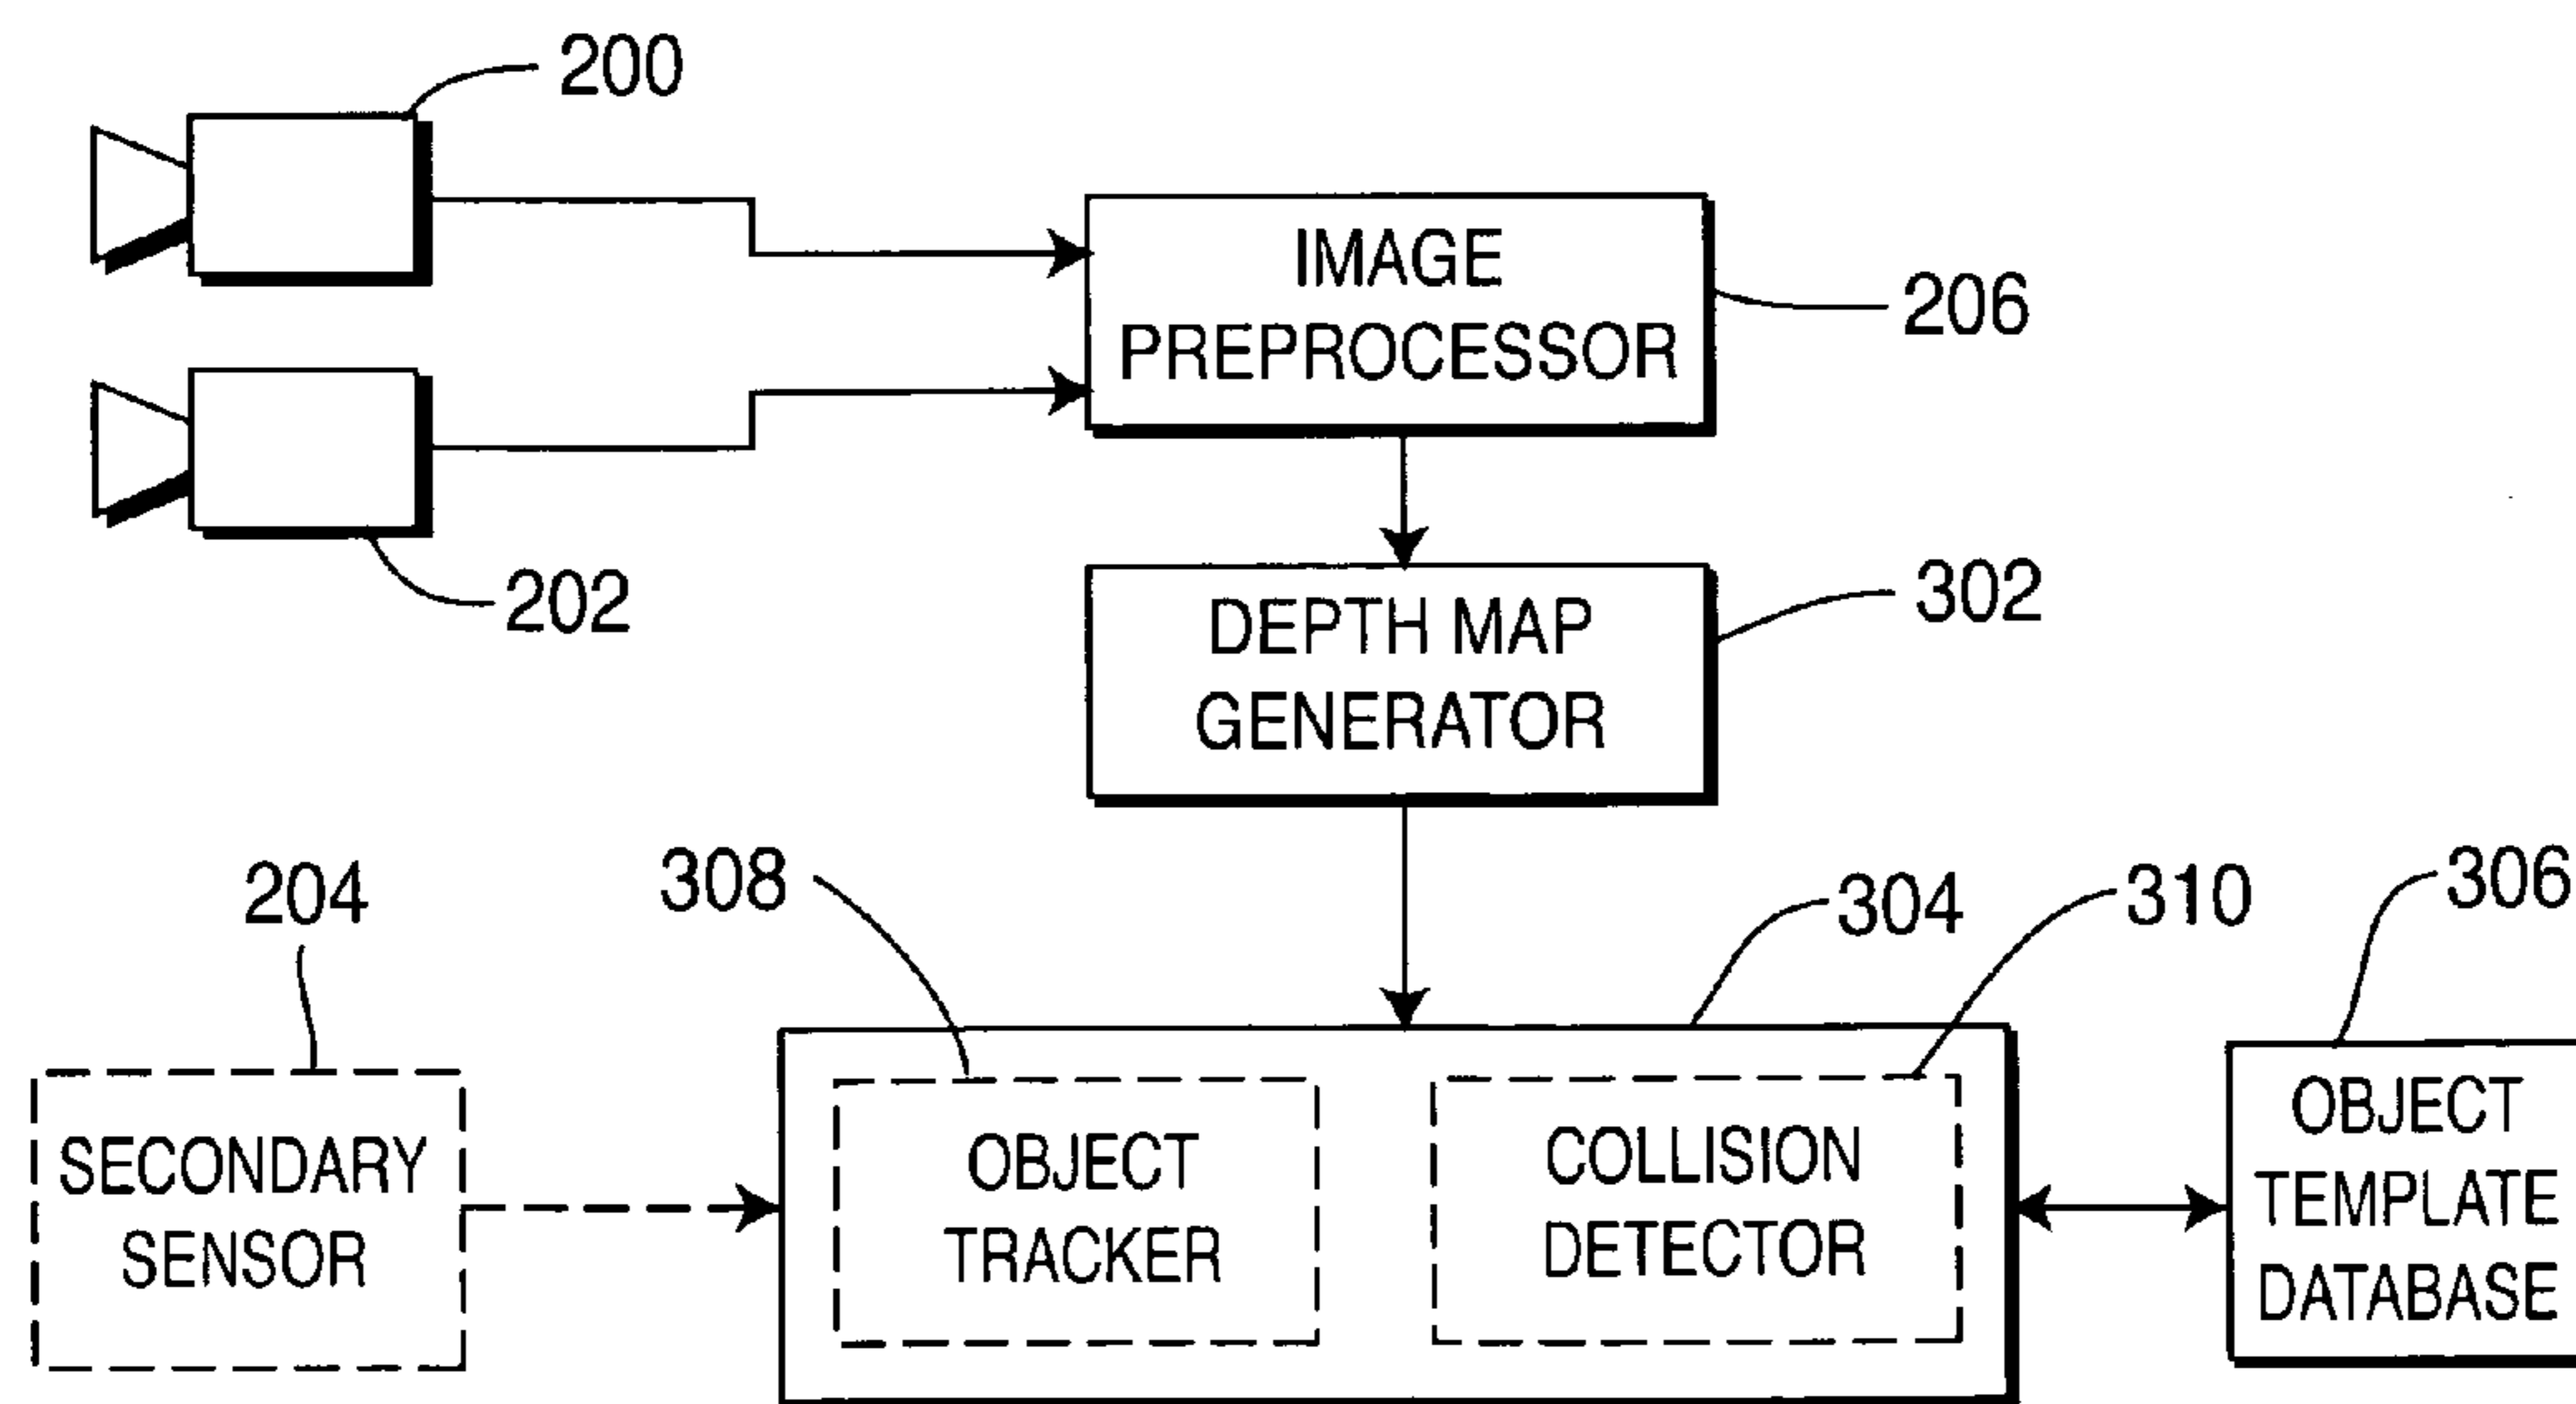 200
IMAGE
PREPROCESSOR
206
202
DEPTH MAP
GENERATOR
302
204
308
304
310
306
SECONDARY
SENSOR
OBJECT
TRACKER
COLLISION
DETECTOR
OBJECT
TEMPLATE
DATABASE